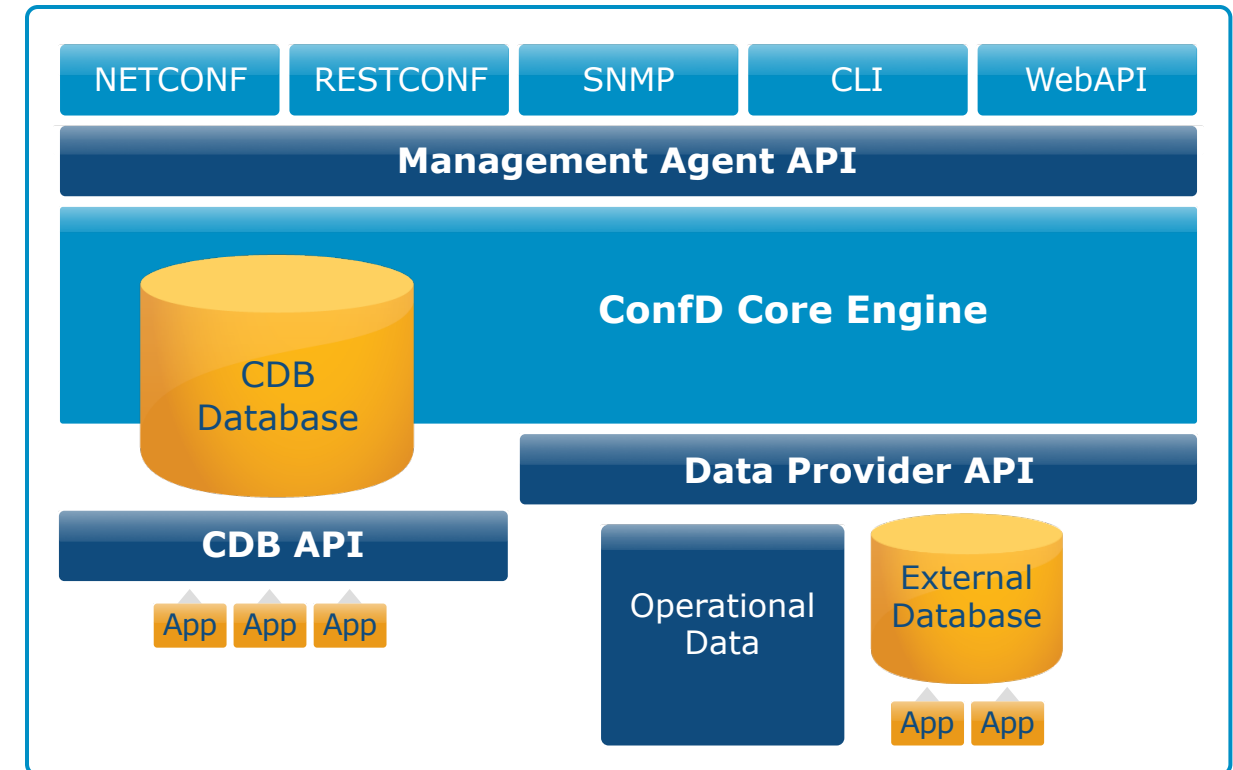 NETCONF RESTCONF SNMP CLI WebAPI
Management Agent API
ConfD Core Engine
CDB
Database
Data Provider API
CDB API
App App App
Operational
Data
External
Database
App App